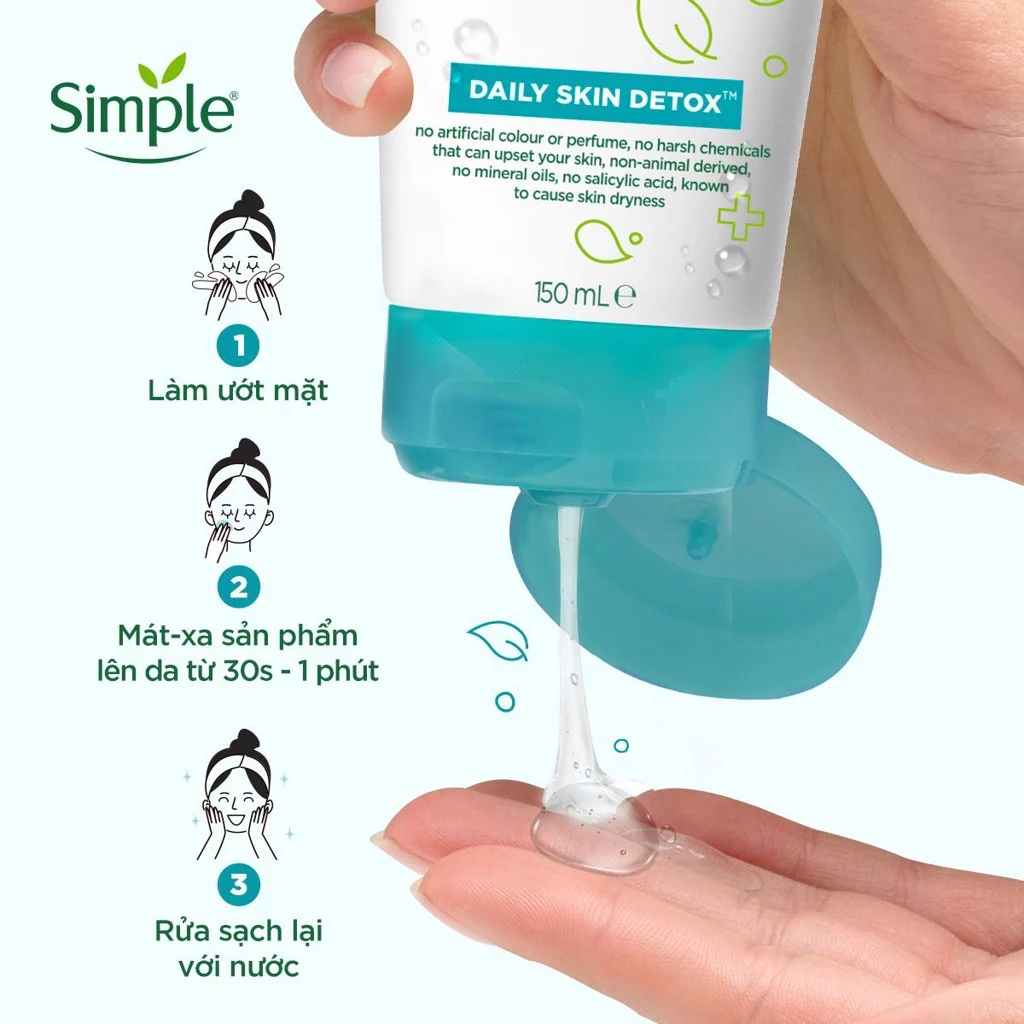 Simple®
DAILY SKIN DETOX™
no artificial colour or perfume, no harsh chemicals
that can upset your skin, non-animal derived,
no mineral oils, no salicylic acid, known
to cause skin dryness
150 mL ℮
1
Làm ướt mặt
2
Mát-xa sản phẩm
lên da từ 30s - 1 phút
3
Rửa sạch lại
với nước